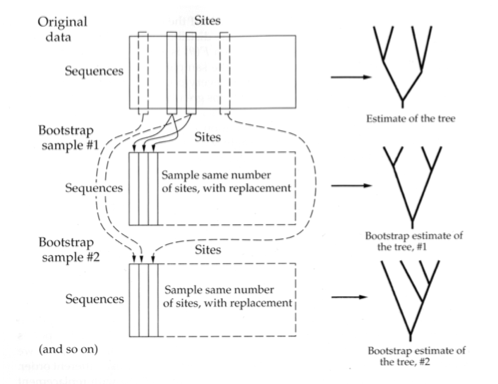 Original
data
Sites
Sequences
Estimate of the tree
Bootstrap
sample #1
Sites
Sequences
Sample same number
of sites, with replacement
Bootstrap estimate of
the tree, #1
Bootstrap
sample #2
Sites
Sequences
Sample same number
of sites, with replacement
Bootstrap estimate of
the tree, #2
(and so on)